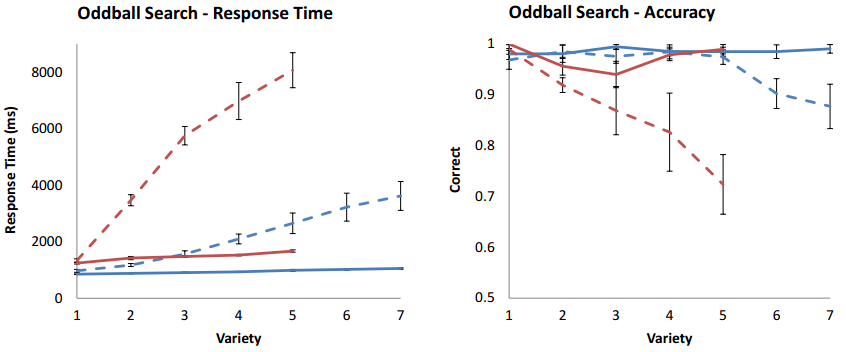 Oddball Search - Response Time
Response Time (ms)
8000
6000
4000
2000
0
1 2 3 4 5 6 7
Variety
Oddball Search - Accuracy
Correct
1
0.9
0.8
0.7
0.6
0.5
1 2 3 4 5 6 7
Variety